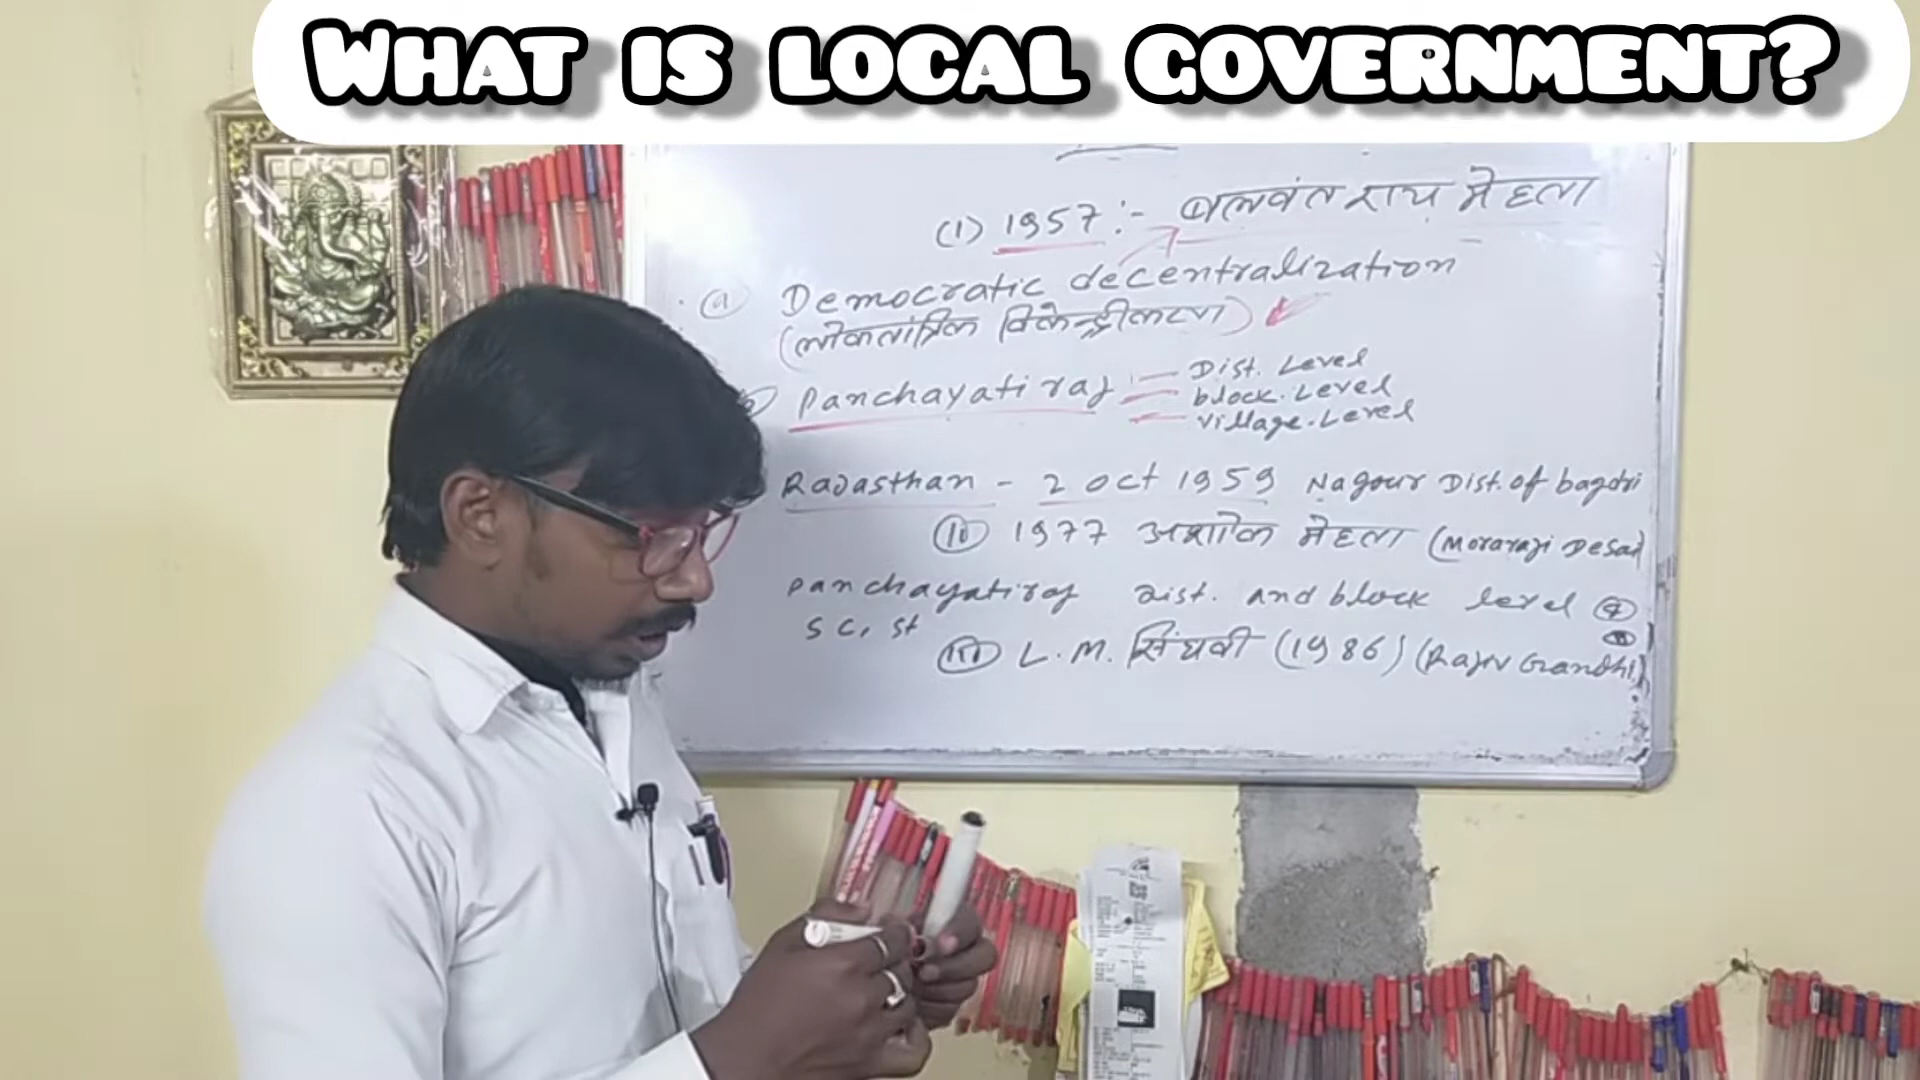 WHAT IS LOCAL GOVERNMENT?
(1) 1957 :- बलवंत राय मेहता
(a) Democratic decentralization
(लोकतांत्रिक विकेन्द्रीकरण)
Panchayati raj — Dist. Level
— block. Level
— village. Level
Rajasthan - 2 oct 1959 Nagour Dist. of bagdri
(ii) 1977 अशोक मेहता (Moraraji Desai)
panchayatiraj dist. and block level
SC, St
(iii) L. M. सिंघवी (1986) (Rajiv Gandhi)